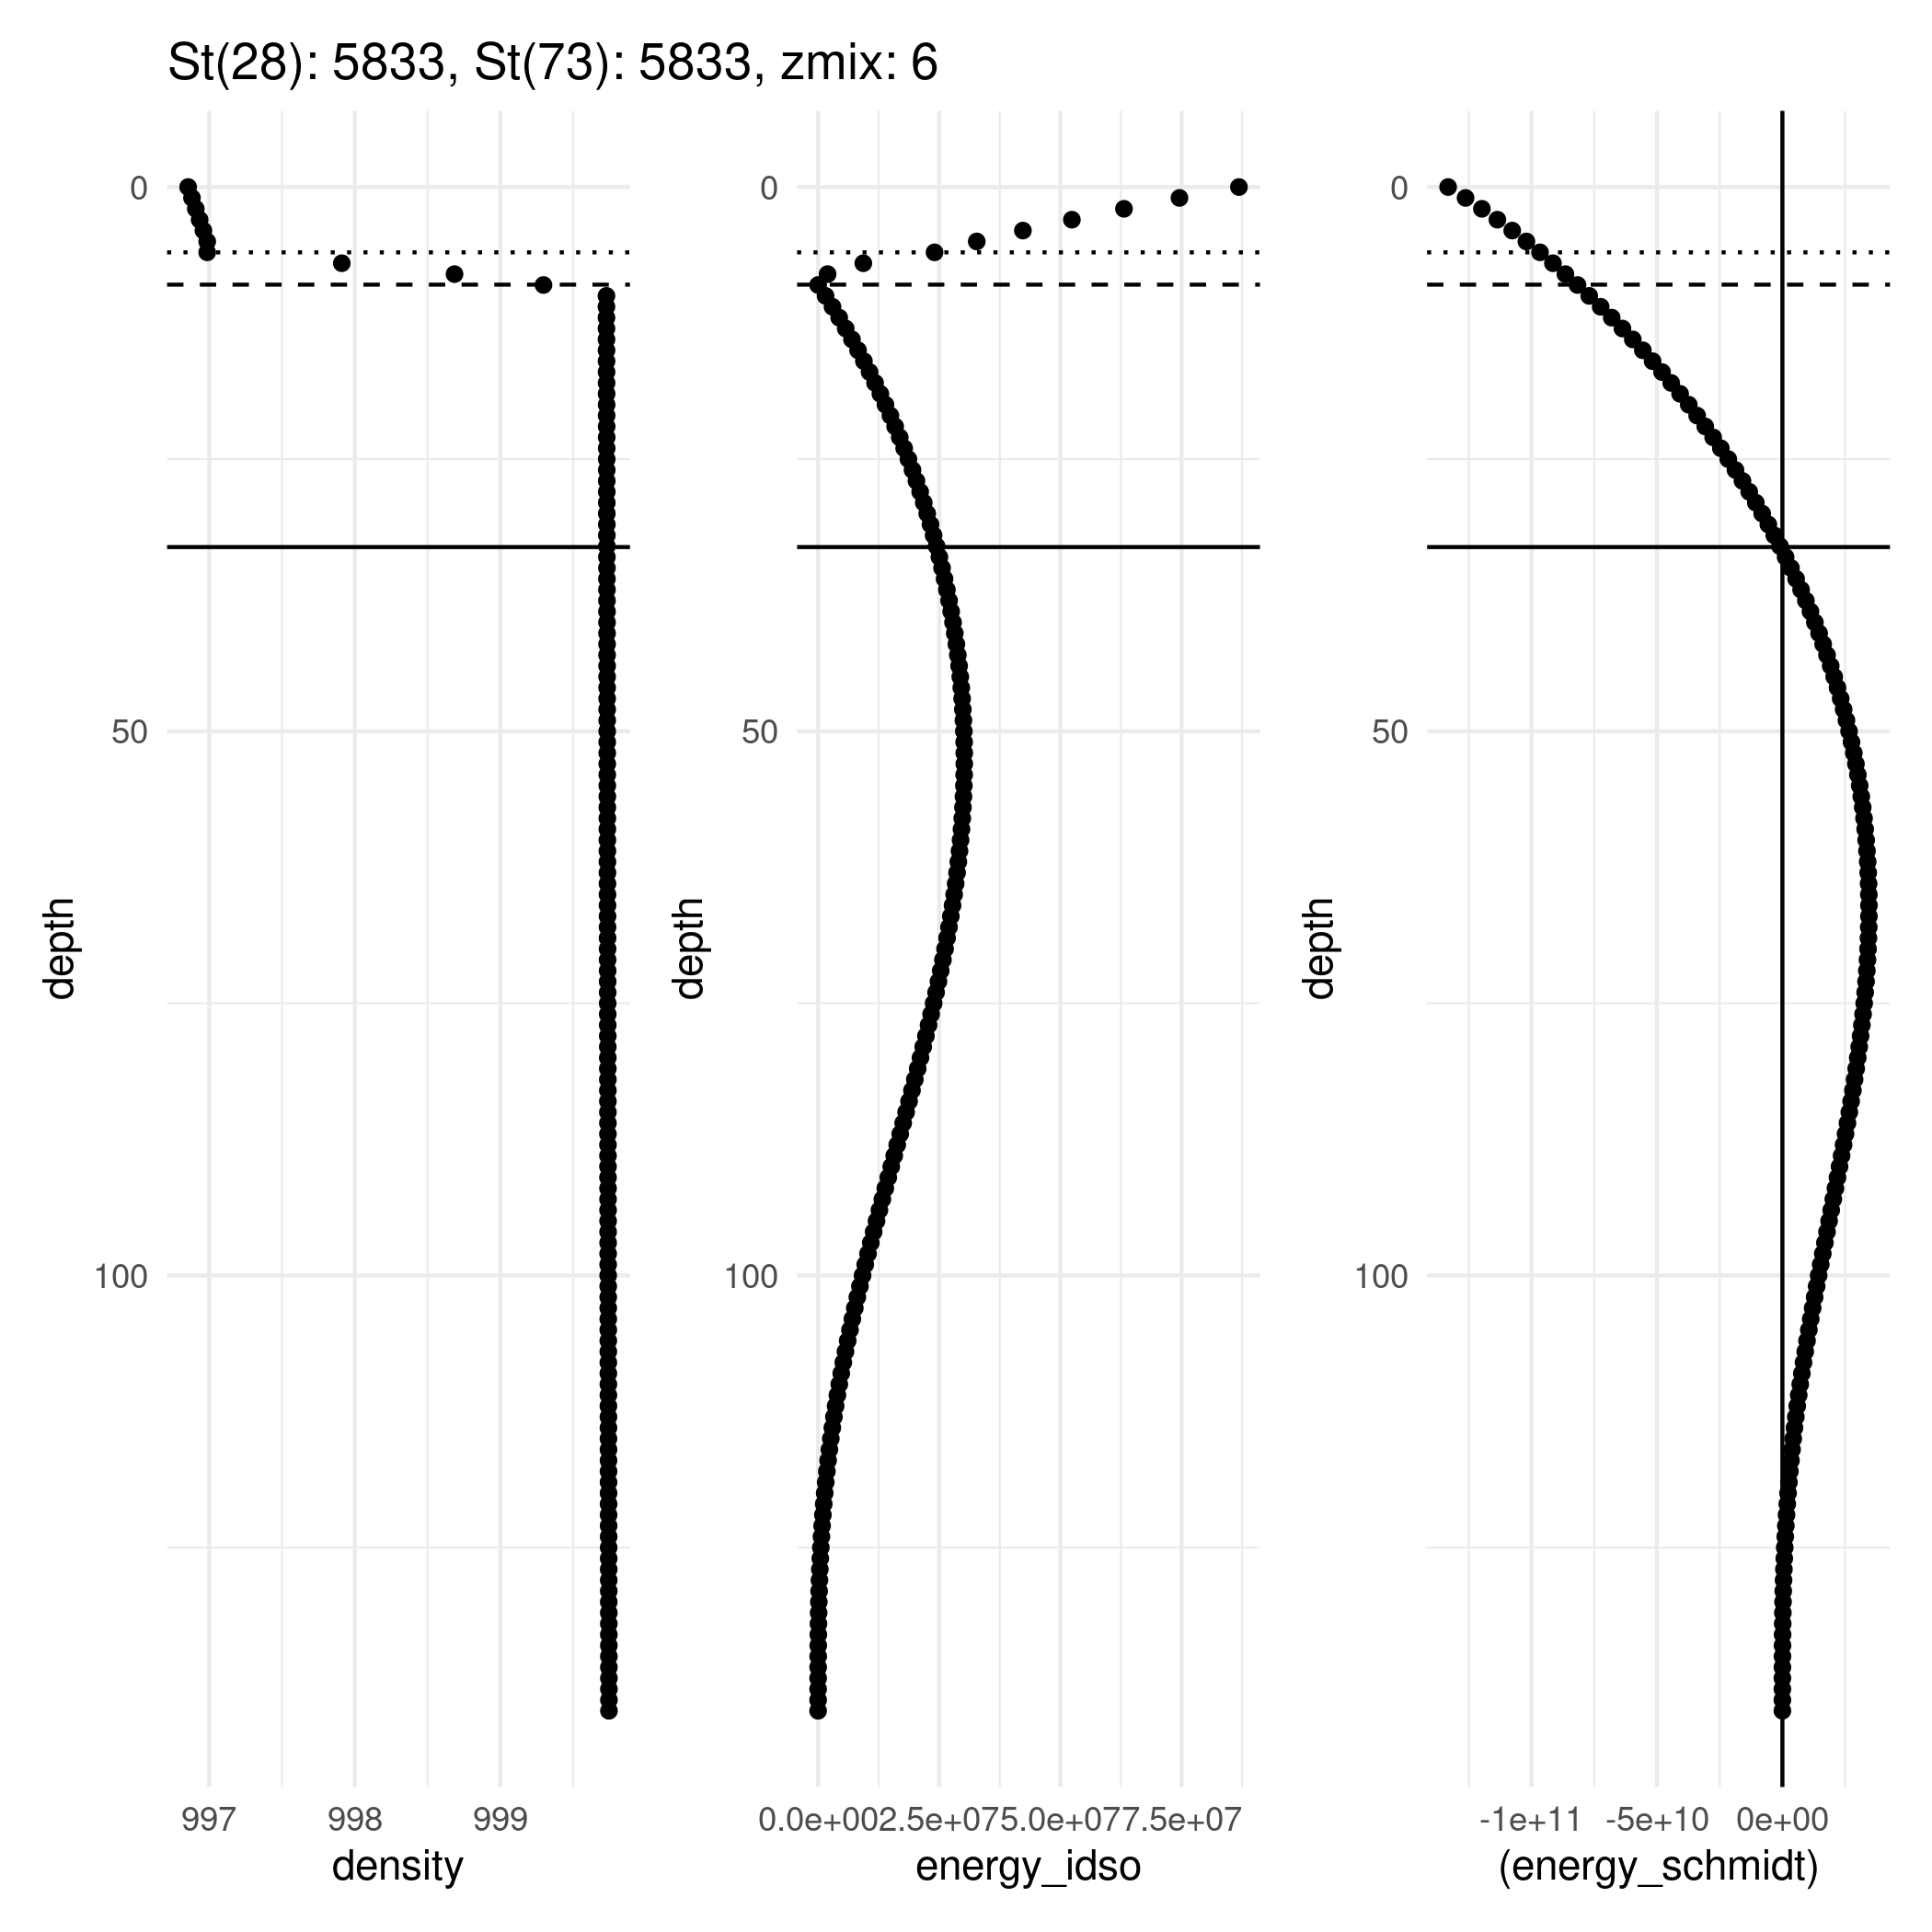 St(28): 5833, St(73): 5833, zmix: 6
0
50
100
depth
997 998 999
density
0
50
100
depth
0.0e+002.5e+075.0e+077.5e+07
energy_idso
0
50
100
depth
-1e+11 -5e+10 0e+00
(energy_schmidt)